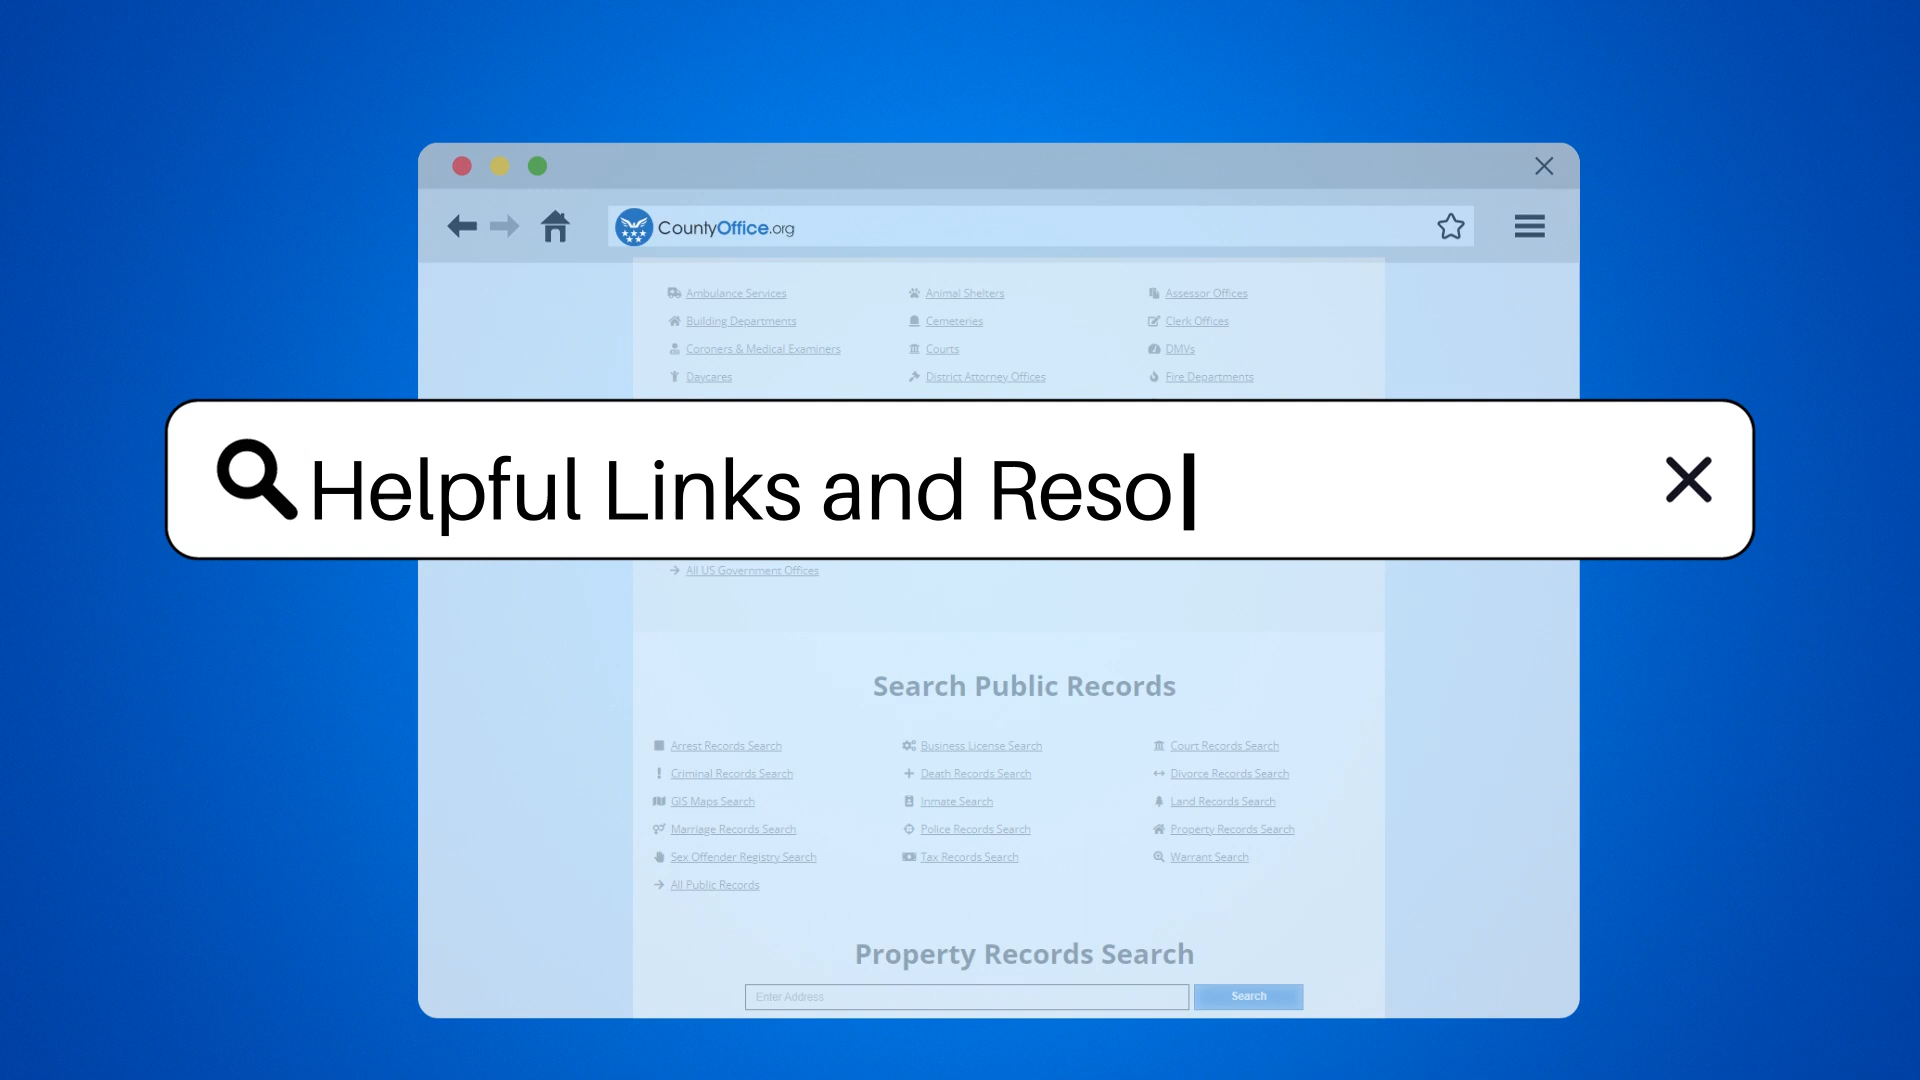 CountyOffice.org
Ambulance Services Animal Shelters Assessor Offices
Building Departments Cemeteries Clerk Offices
Coroners & Medical Examiners Courts DMVs
Daycares District Attorney Offices Fire Departments
Helpful Links and Reso
All US Government Offices
Search Public Records
Arrest Records Search Business License Search Court Records Search
Criminal Records Search Death Records Search Divorce Records Search
GIS Maps Search Inmate Search Land Records Search
Marriage Records Search Police Records Search Property Records Search
Sex Offender Registry Search Tax Records Search Warrant Search
All Public Records
Property Records Search
Enter Address Search